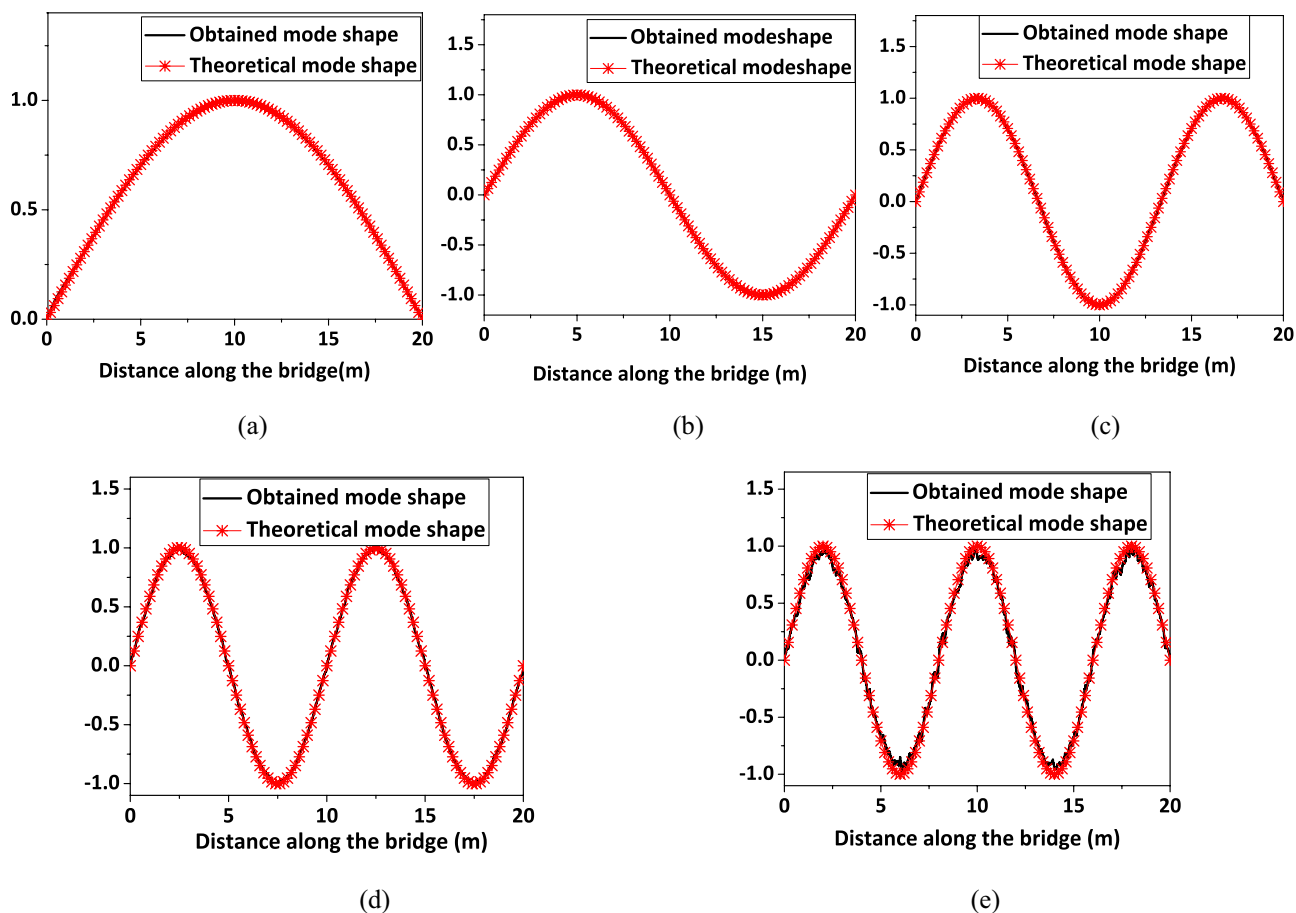 Obtained mode shape
Theoretical mode shape
1.0
0.5
0.0
0 5 10 15 20
Distance along the bridge(m)
(a)
Obtained modeshape
Theoretical modeshape
1.5
1.0
0.5
0.0
-0.5
-1.0
0 5 10 15 20
Distance along the bridge (m)
(b)
Obtained mode shape
Theoretical mode shape
1.5
1.0
0.5
0.0
-0.5
-1.0
0 5 10 15 20
Distance along the bridge (m)
(c)
Obtained mode shape
Theoretical mode shape
1.5
1.0
0.5
0.0
-0.5
-1.0
0 5 10 15 20
Distance along the bridge (m)
(d)
Obtained mode shape
Theoretical mode shape
1.5
1.0
0.5
0.0
-0.5
-1.0
0 5 10 15 20
Distance along the bridge (m)
(e)